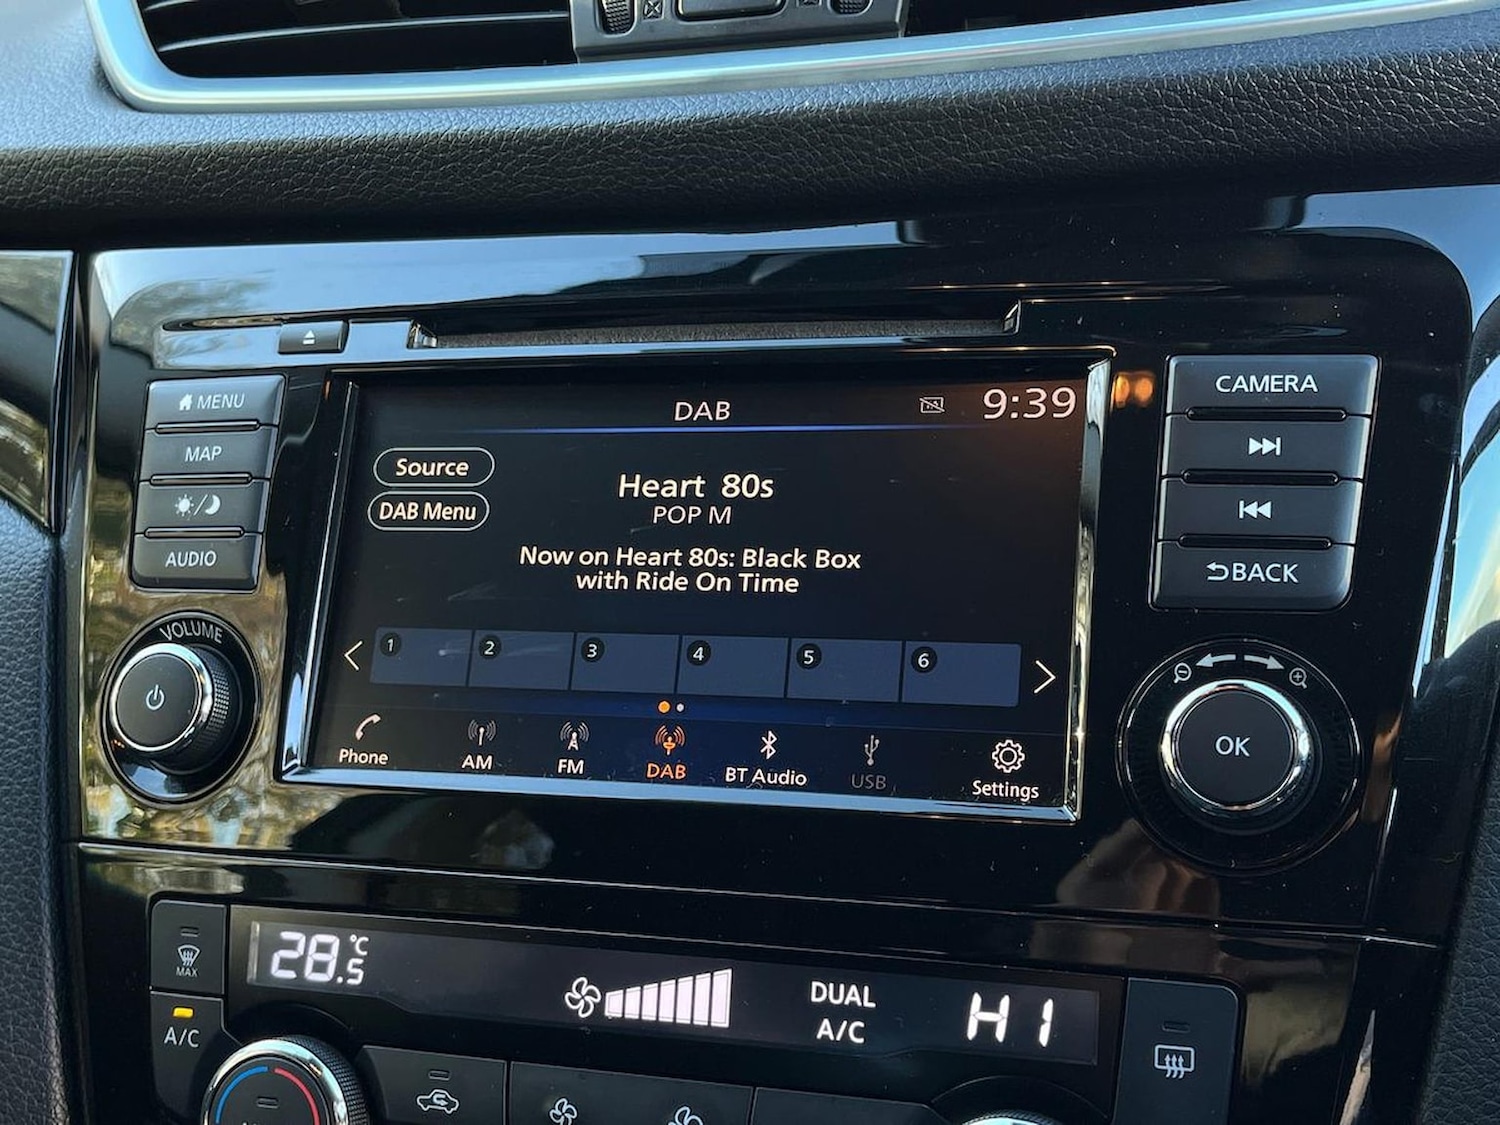 MENU
MAP
AUDIO
VOLUME
DAB
9:39
Source
DAB Menu
Heart 80s
POP M
Now on Heart 80s: Black Box
with Ride On Time
1
2
3
4
5
6
Phone
AM
FM
DAB
BT Audio
USB
Settings
CAMERA
BACK
OK
MAX
A/C
28.5°C
DUAL
A/C
HI